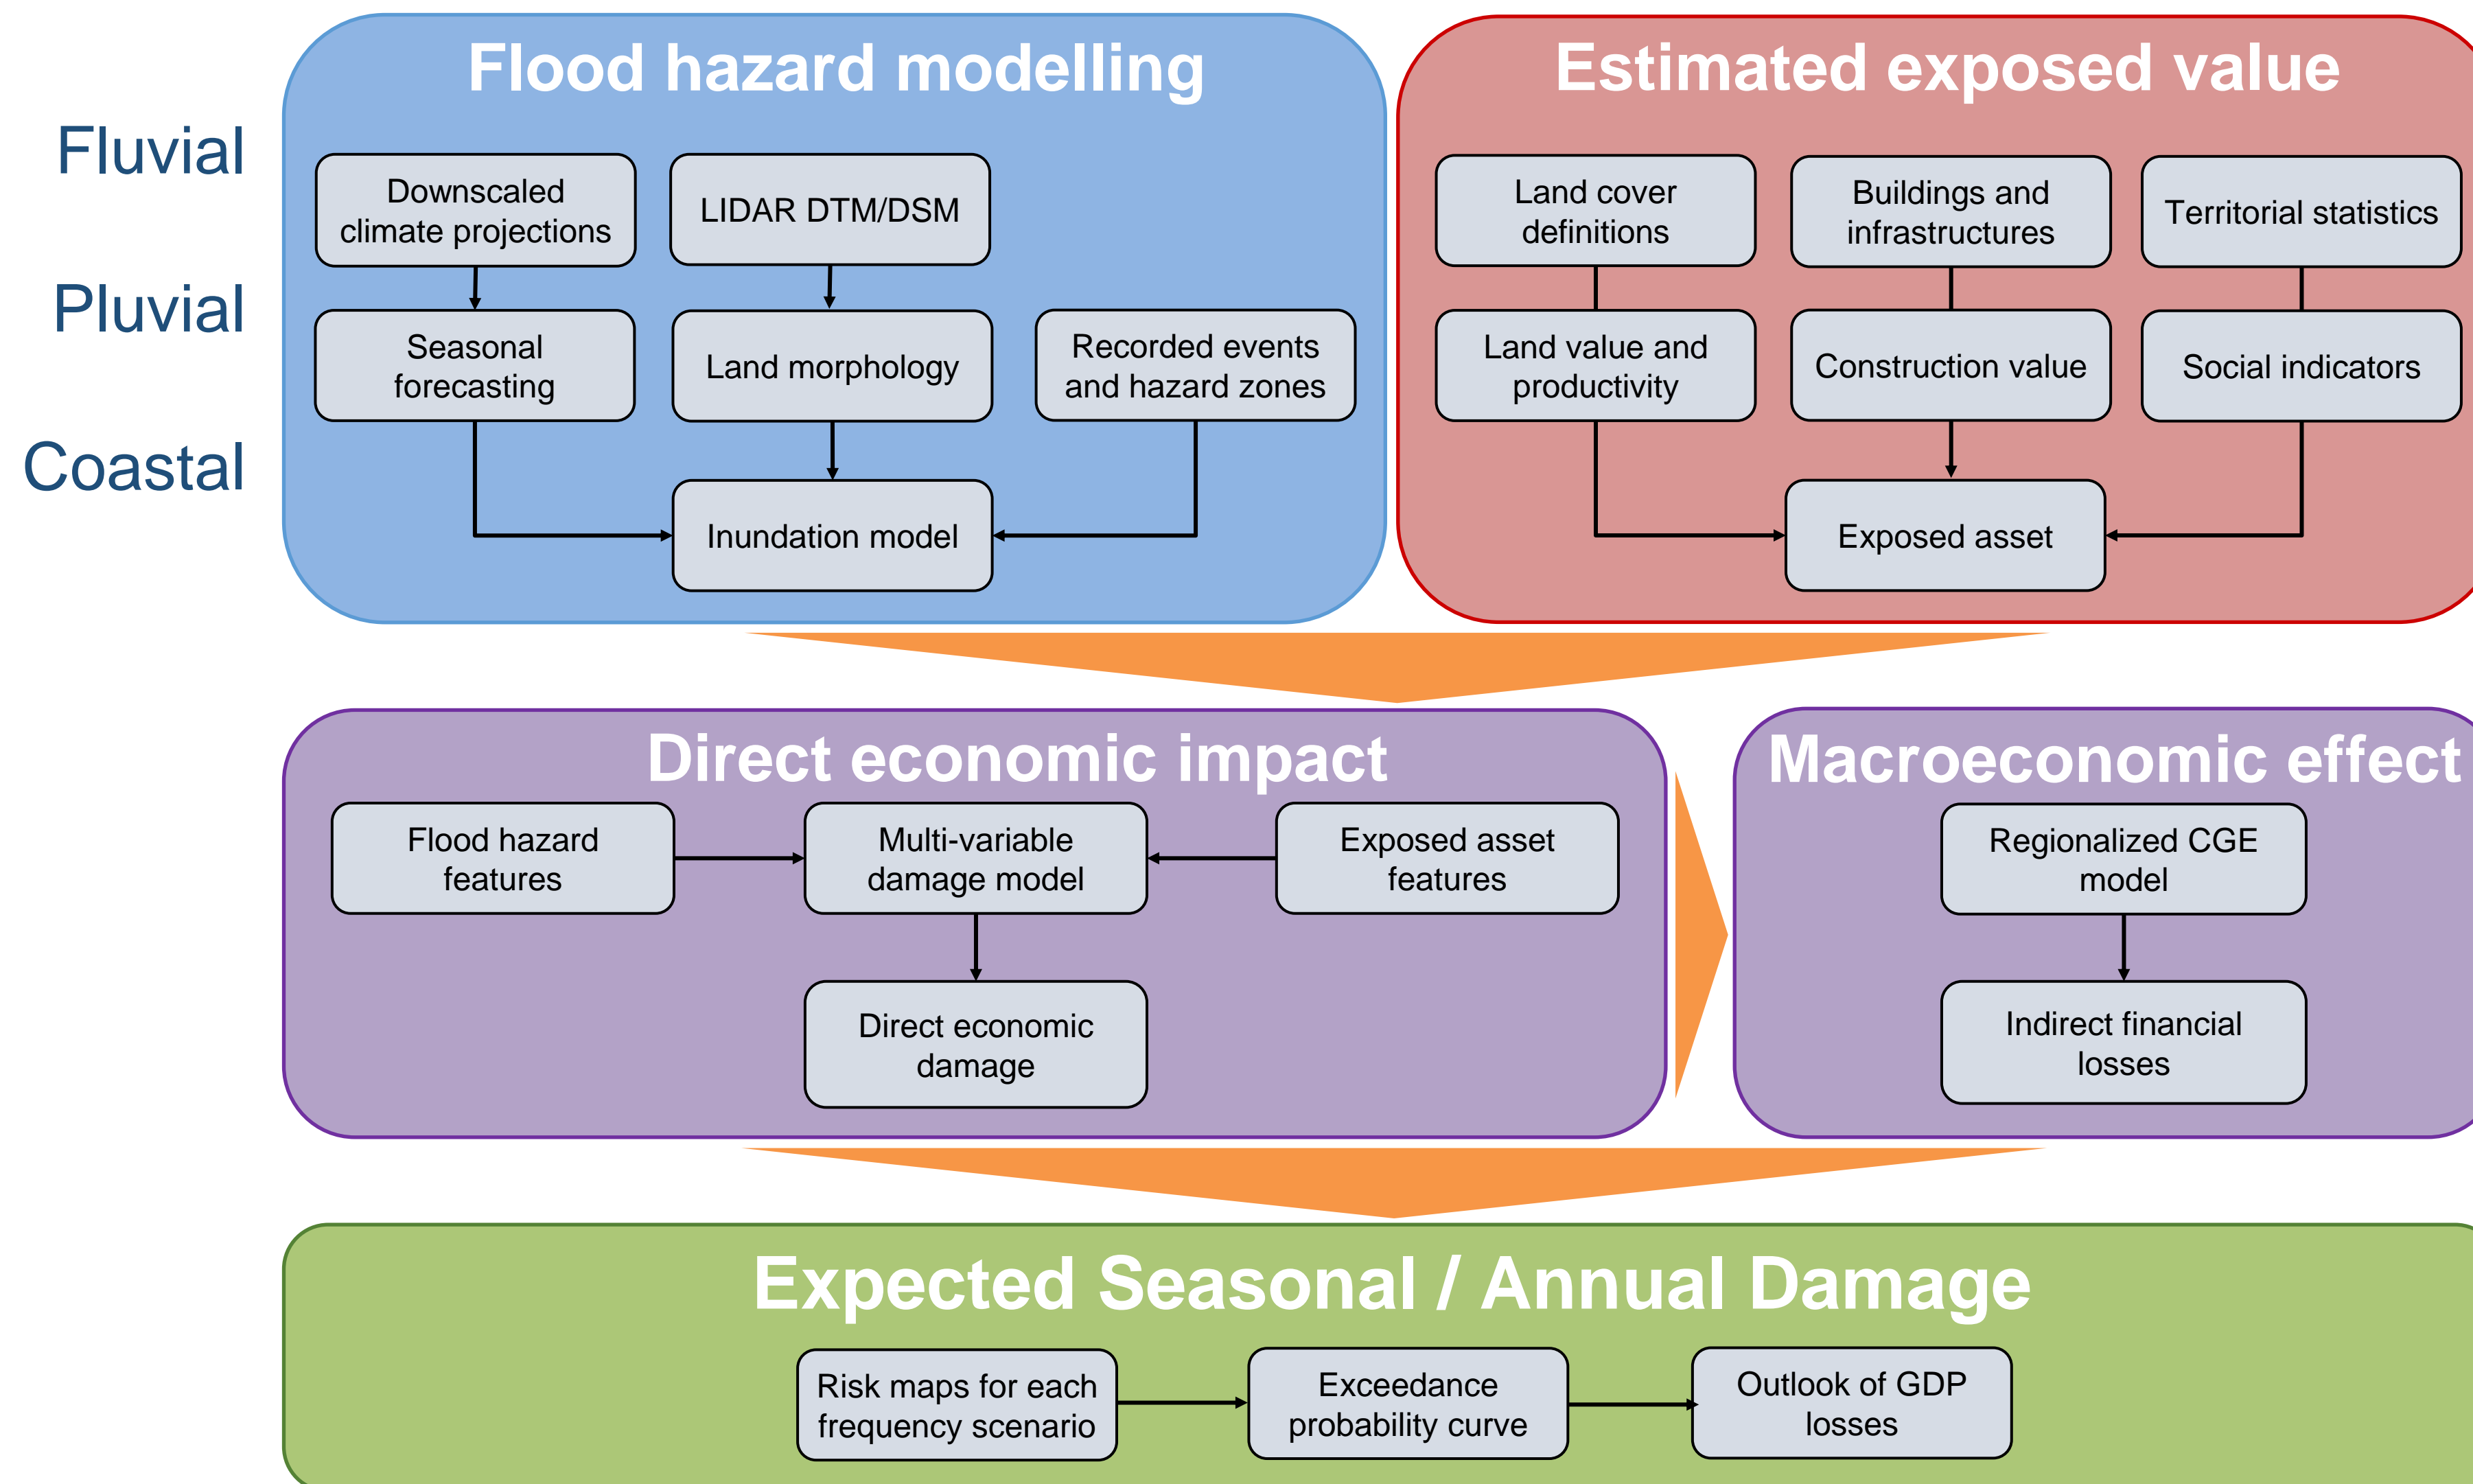 Fluvial
Pluvial
Coastal
Flood hazard modelling
Downscaled
climate projections
LIDAR DTM/DSM
Seasonal
forecasting
Land morphology
Recorded events
and hazard zones
Inundation model
Estimated exposed value
Land cover
definitions
Buildings and
infrastructures
Territorial statistics
Land value and
productivity
Construction value
Social indicators
Exposed asset
Direct economic impact
Flood hazard
features
Multi-variable
damage model
Exposed asset
features
Direct economic
damage
Macroeconomic effect
Regionalized CGE
model
Indirect financial
losses
Expected Seasonal / Annual Damage
Risk maps for each
frequency scenario
Exceedance
probability curve
Outlook of GDP
losses